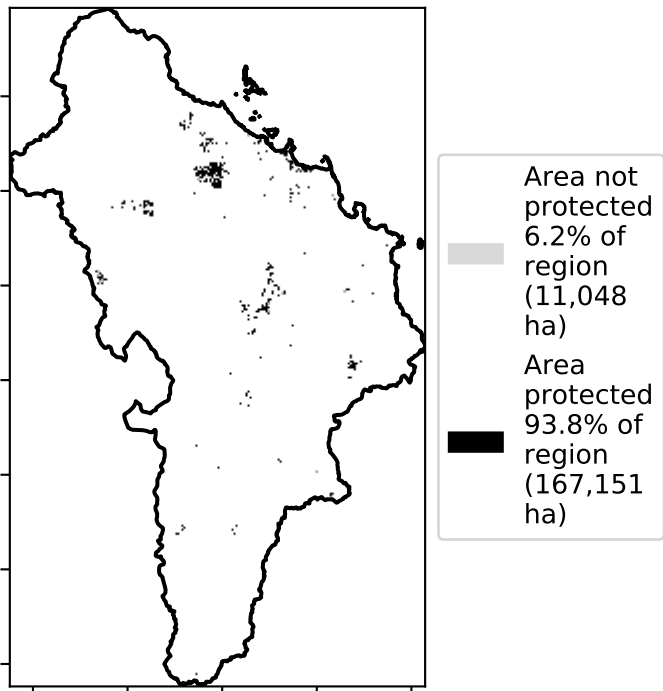 Area not
protected
6.2% of
region
(11,048
ha)
Area
protected
93.8% of
region
(167,151
ha)